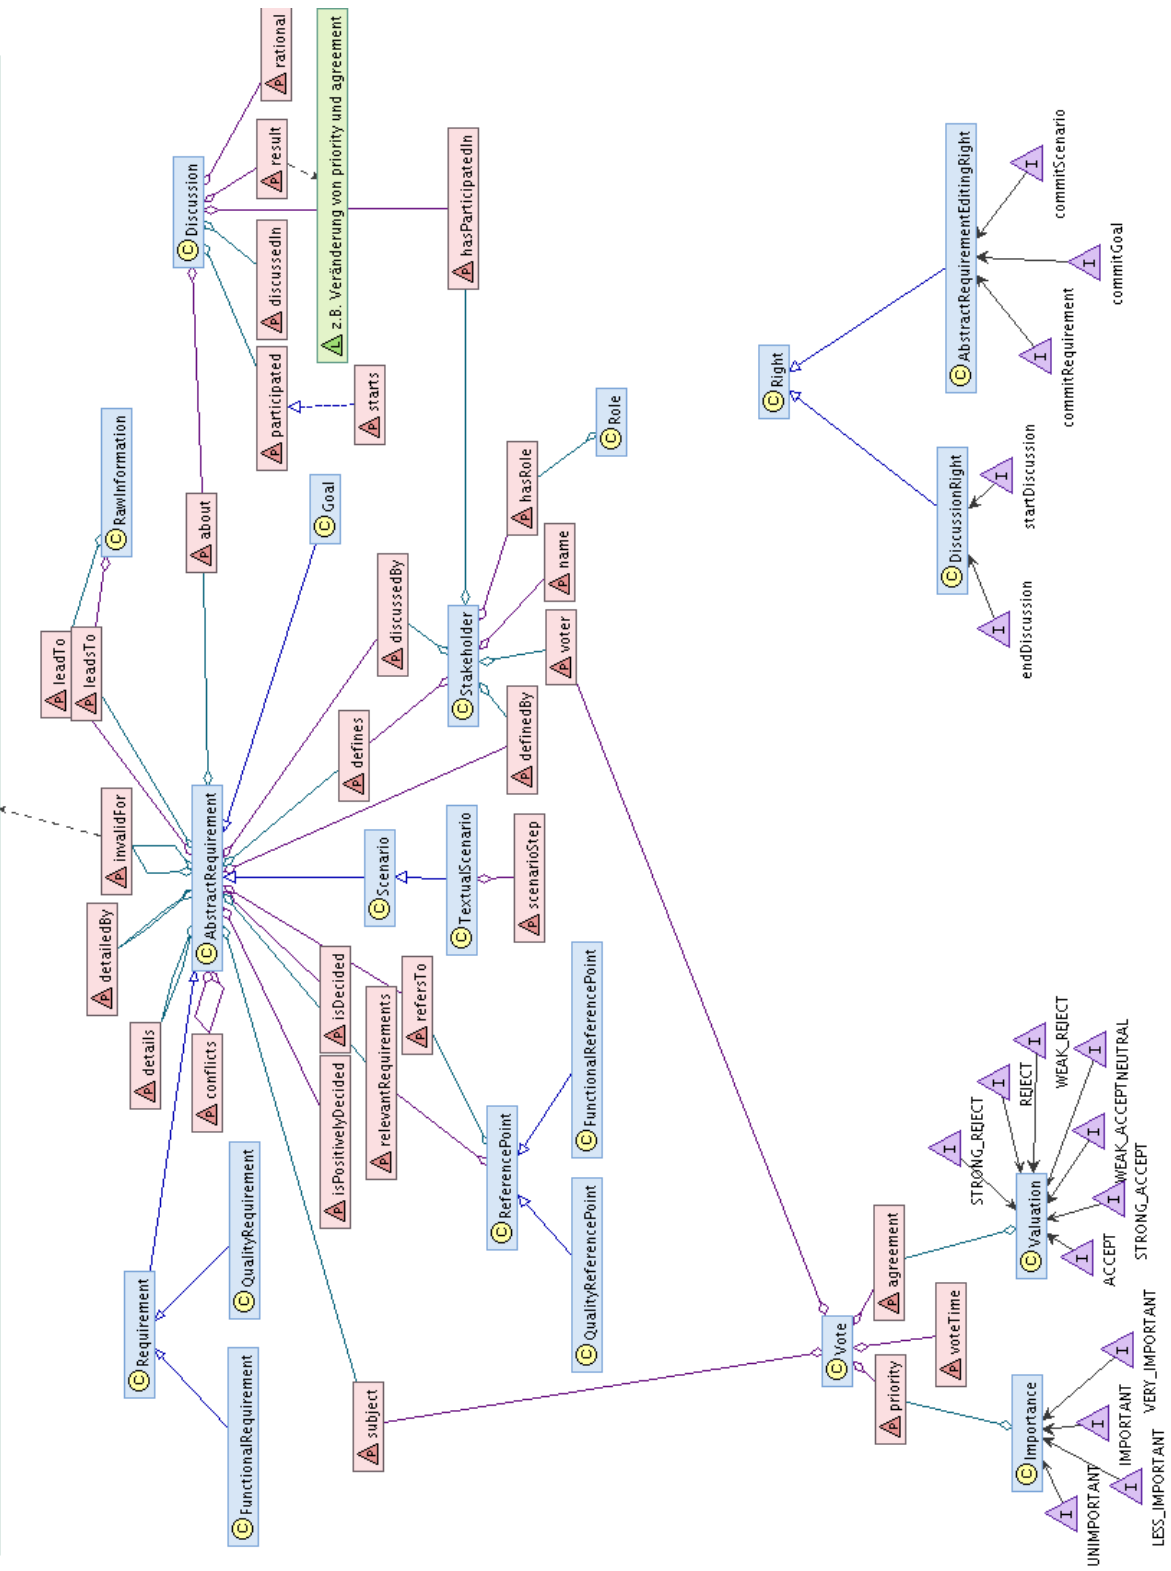 C Discussion
P rational
P result
P discussedIn
P participated
P starts
L z.B. Veränderung von priority und agreement
P hasParticipatedIn
C RawInformation
P about
C Goal
P leadTo
P leadsTo
P hasRole
C Role
P name
P discussedBy
C Stakeholder
P voter
P defines
P definedBy
P invalidFor
C AbstractRequirement
P detailedBy
P details
P conflicts
C Scenario
C TextualScenario
P scenarioStep
P isDecided
P refersTo
P relevantRequirements
P isPositivelyDecided
C ReferencePoint
C FunctionalReferencePoint
C QualityReferencePoint
C Requirement
C QualityRequirement
C FunctionalRequirement
P subject
C Right
C AbstractRequirementEditingRight
I commitScenario
I commitGoal
I commitRequirement
C DiscussionRight
I startDiscussion
I endDiscussion
C Vote
P agreement
P voteTime
P priority
C Valuation
I STRONG_REJECT
I REJECT
I WEAK_REJECT
I NEUTRAL
I WEAK_ACCEPT
I STRONG_ACCEPT
I ACCEPT
C Importance
I VERY_IMPORTANT
I IMPORTANT
I LESS_IMPORTANT
I UNIMPORTANT